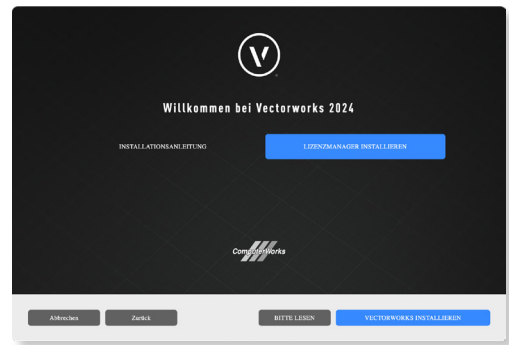 Willkommen bei Vectorworks 2024
INSTALLATIONSANLEITUNG
LIZENZMANAGER INSTALLIEREN
ComputerWorks
Abbrechen
Zurück
BITTE LESEN
VECTORWORKS INSTALLIEREN